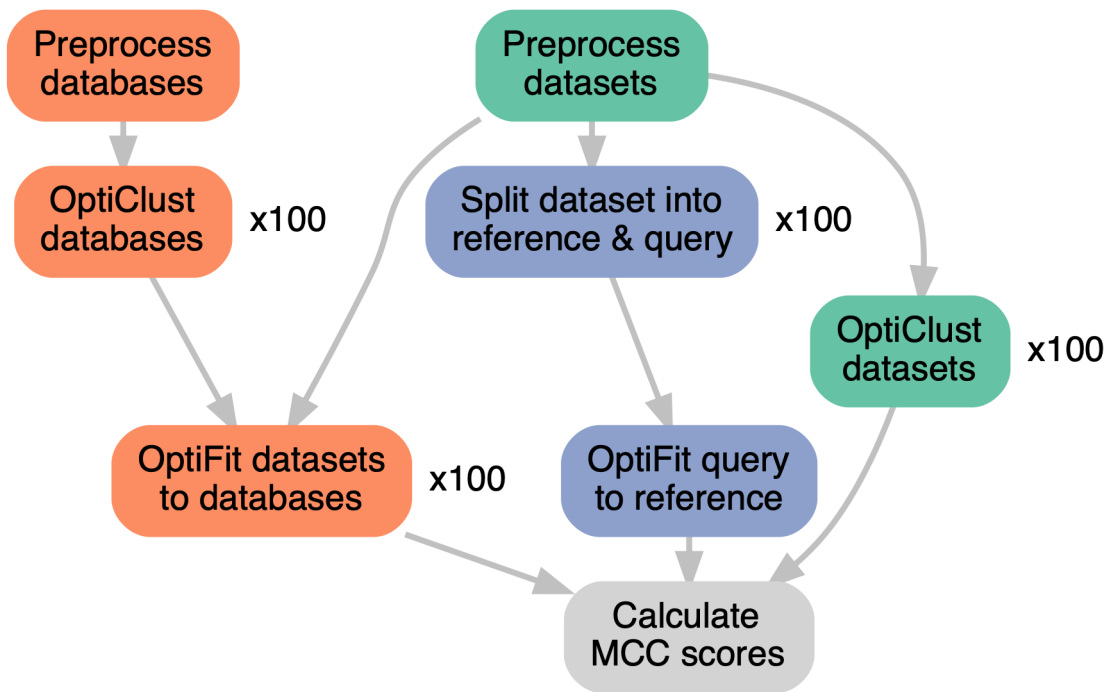 Preprocess
databases
Preprocess
datasets
OptiClust
databases
x100
Split dataset into
reference & query
x100
OptiClust
datasets
x100
OptiFit datasets
to databases
x100
OptiFit query
to reference
Calculate
MCC scores